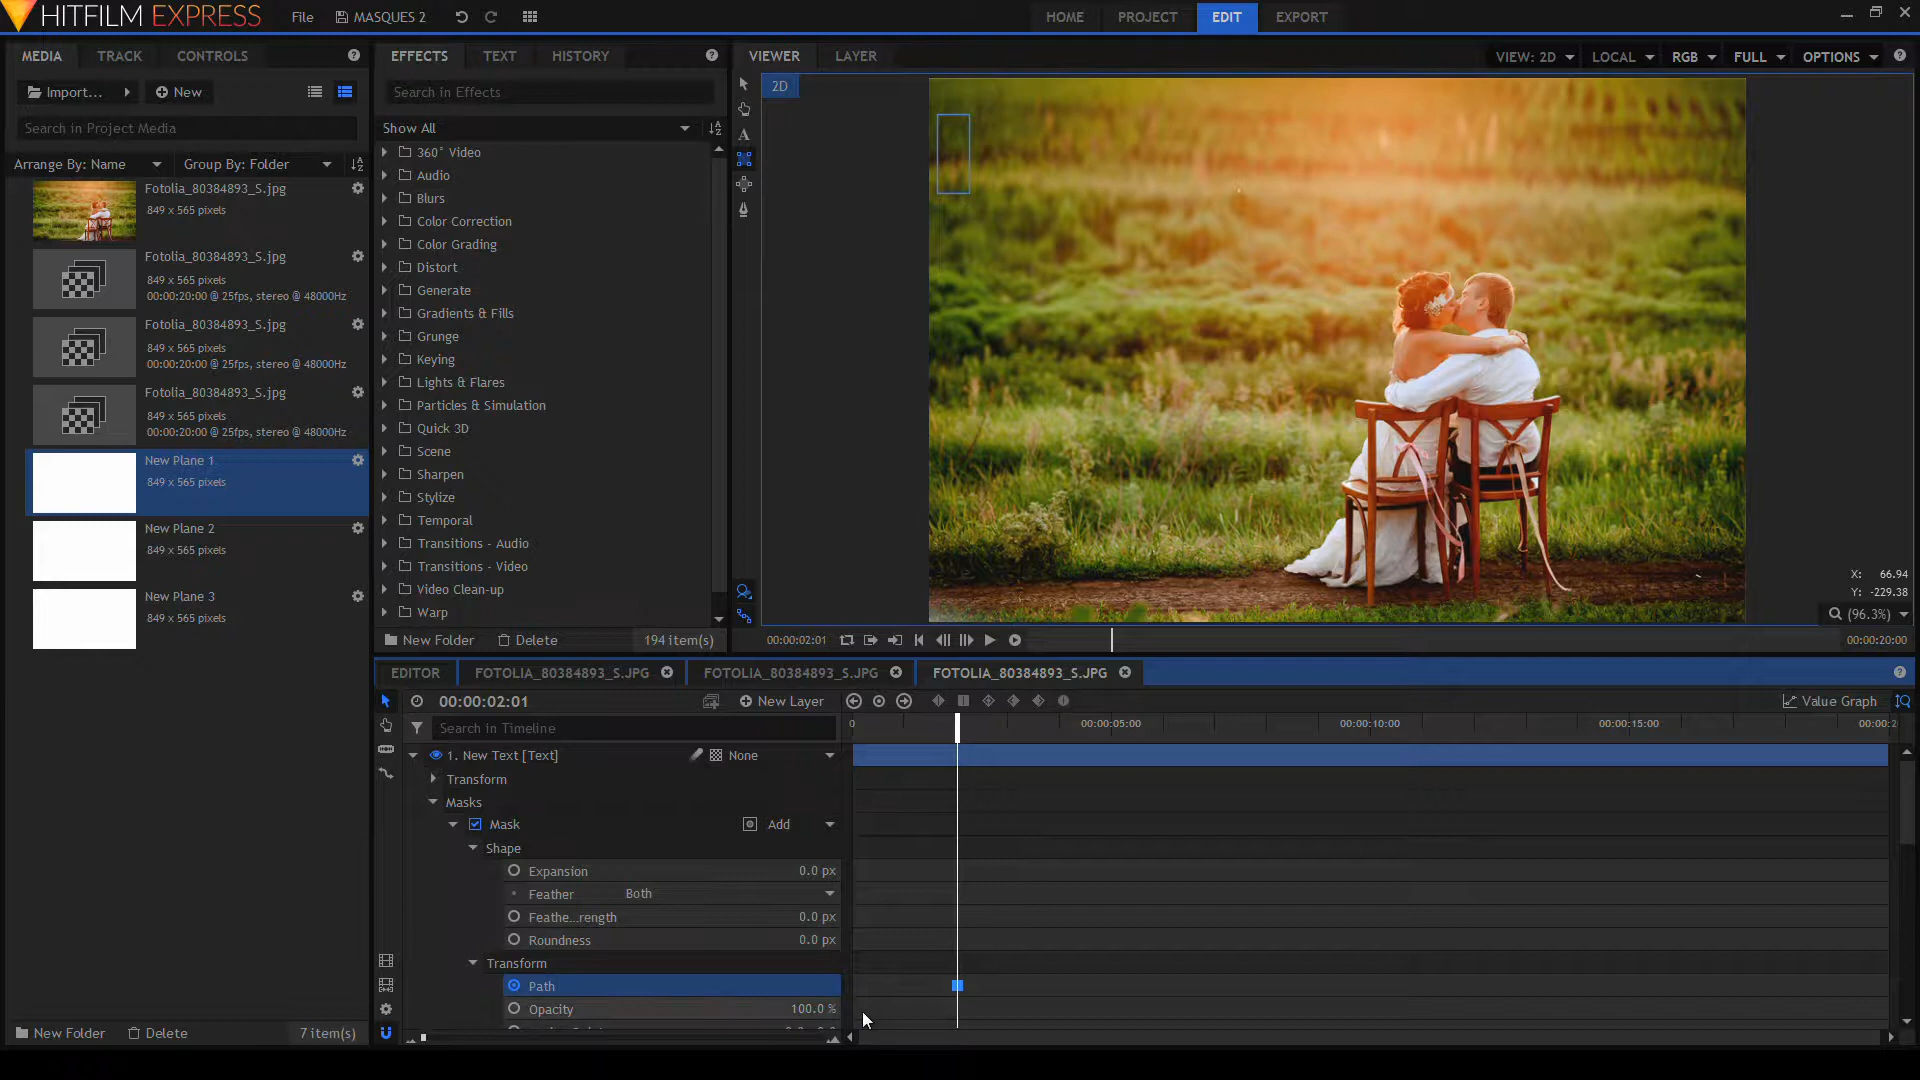 HITFILM EXPRESS File MASQUES 2 HOME PROJECT EDIT EXPORT
MEDIA TRACK CONTROLS
Import... New
Search in Project Media
Arrange By: Name Group By: Folder
Fotolia_80384893_S.jpg
849 x 565 pixels
Fotolia_80384893_S.jpg
849 x 565 pixels
00:00:20:00 @ 25fps, stereo @ 48000Hz
Fotolia_80384893_S.jpg
849 x 565 pixels
00:00:20:00 @ 25fps, stereo @ 48000Hz
Fotolia_80384893_S.jpg
849 x 565 pixels
00:00:20:00 @ 25fps, stereo @ 48000Hz
New Plane 1
849 x 565 pixels
New Plane 2
849 x 565 pixels
New Plane 3
849 x 565 pixels
New Folder Delete 7 item(s)
EFFECTS TEXT HISTORY
Search in Effects
Show All
360° Video
Audio
Blurs
Color Correction
Color Grading
Distort
Generate
Gradients & Fills
Grunge
Keying
Lights & Flares
Particles & Simulation
Quick 3D
Scene
Sharpen
Stylize
Temporal
Transitions - Audio
Transitions - Video
Video Clean-up
Warp
New Folder Delete 194 item(s)
VIEWER LAYER VIEW: 2D LOCAL RGB FULL OPTIONS
2D
X: 66.94
Y: -229.38
(96.3%)
00:00:02:01 00:00:20:00
EDITOR FOTOLIA_80384893_S.JPG FOTOLIA_80384893_S.JPG FOTOLIA_80384893_S.JPG
00:00:02:01 New Layer Value Graph
Search in Timeline 0 00:00:05:00 00:00:10:00 00:00:15:00
1. New Text [Text] None
Transform
Masks
Mask Add
Shape
Expansion 0.0 px
Feather Both
Feathe...rength 0.0 px
Roundness 0.0 px
Transform
Path
Opacity 100.0 %